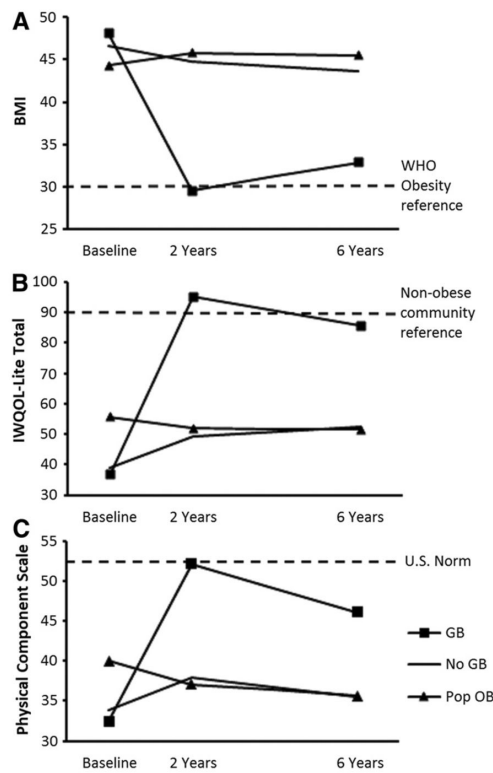 A
BMI
50
45
40
35
30
25
WHO
Obesity
reference
Baseline
2 Years
6 Years
B
IWQOL-Lite Total
100
90
80
70
60
50
40
30
Non-obese
community
reference
Baseline
2 Years
6 Years
C
Physical Component Scale
55
50
45
40
35
30
U.S. Norm
GB
No GB
Pop OB
Baseline
2 Years
6 Years